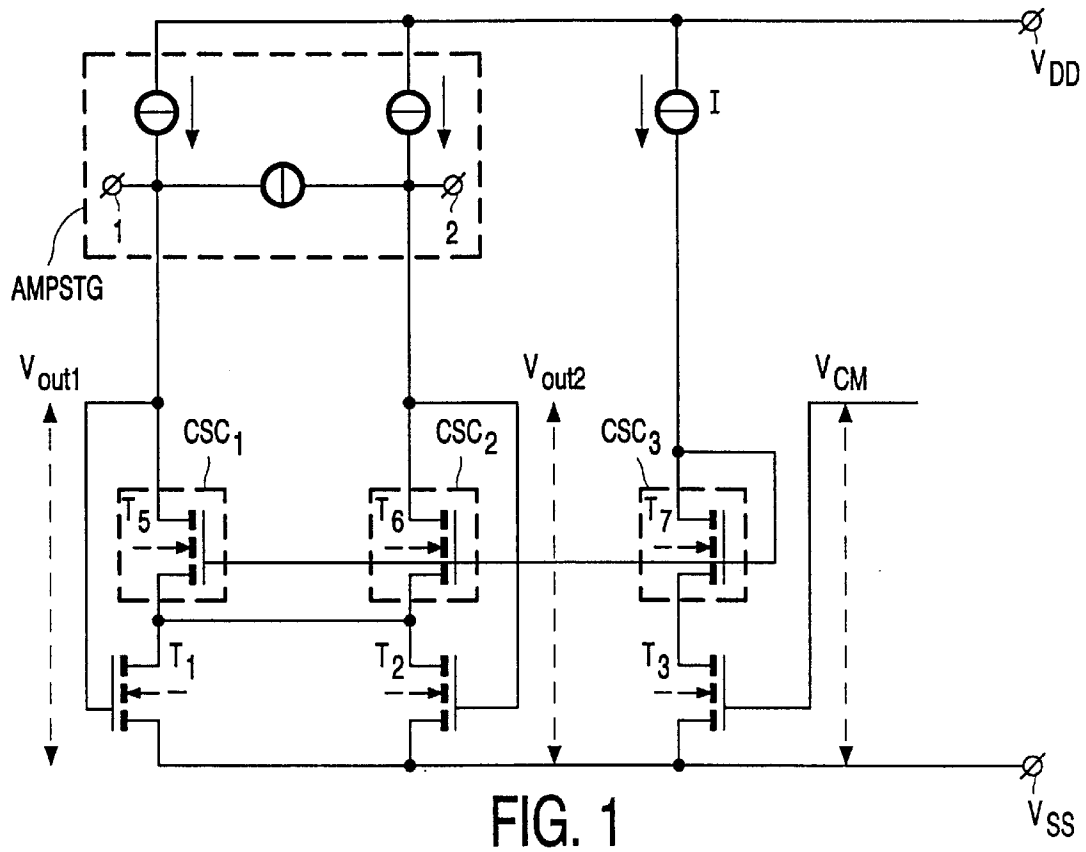 V_DD
I
1
2
AMPSTG
V_out1
V_out2
V_CM
CSC_1
CSC_2
CSC_3
T_5
T_6
T_7
T_1
T_2
T_3
V_SS
FIG. 1